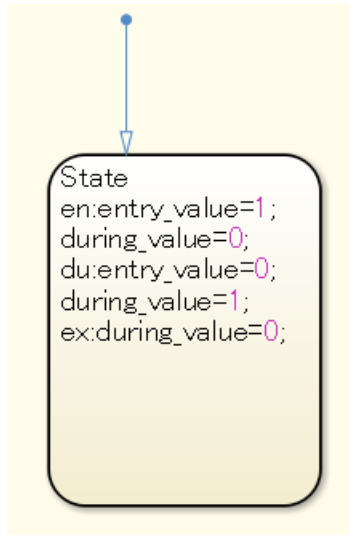 State
en:entry_value=1;
during_value=0;
du:entry_value=0;
during_value=1;
ex:during_value=0;